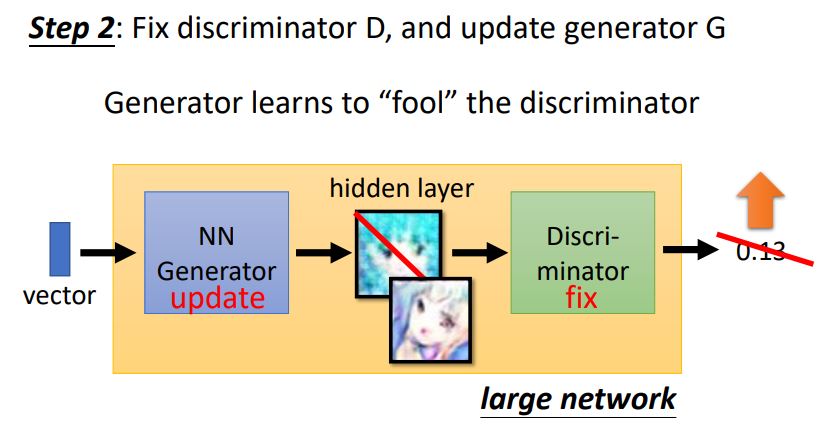 Step 2: Fix discriminator D, and update generator G
Generator learns to “fool” the discriminator
hidden layer
vector
NN
Generator
update
Discri-
minator
fix
0.13
large network